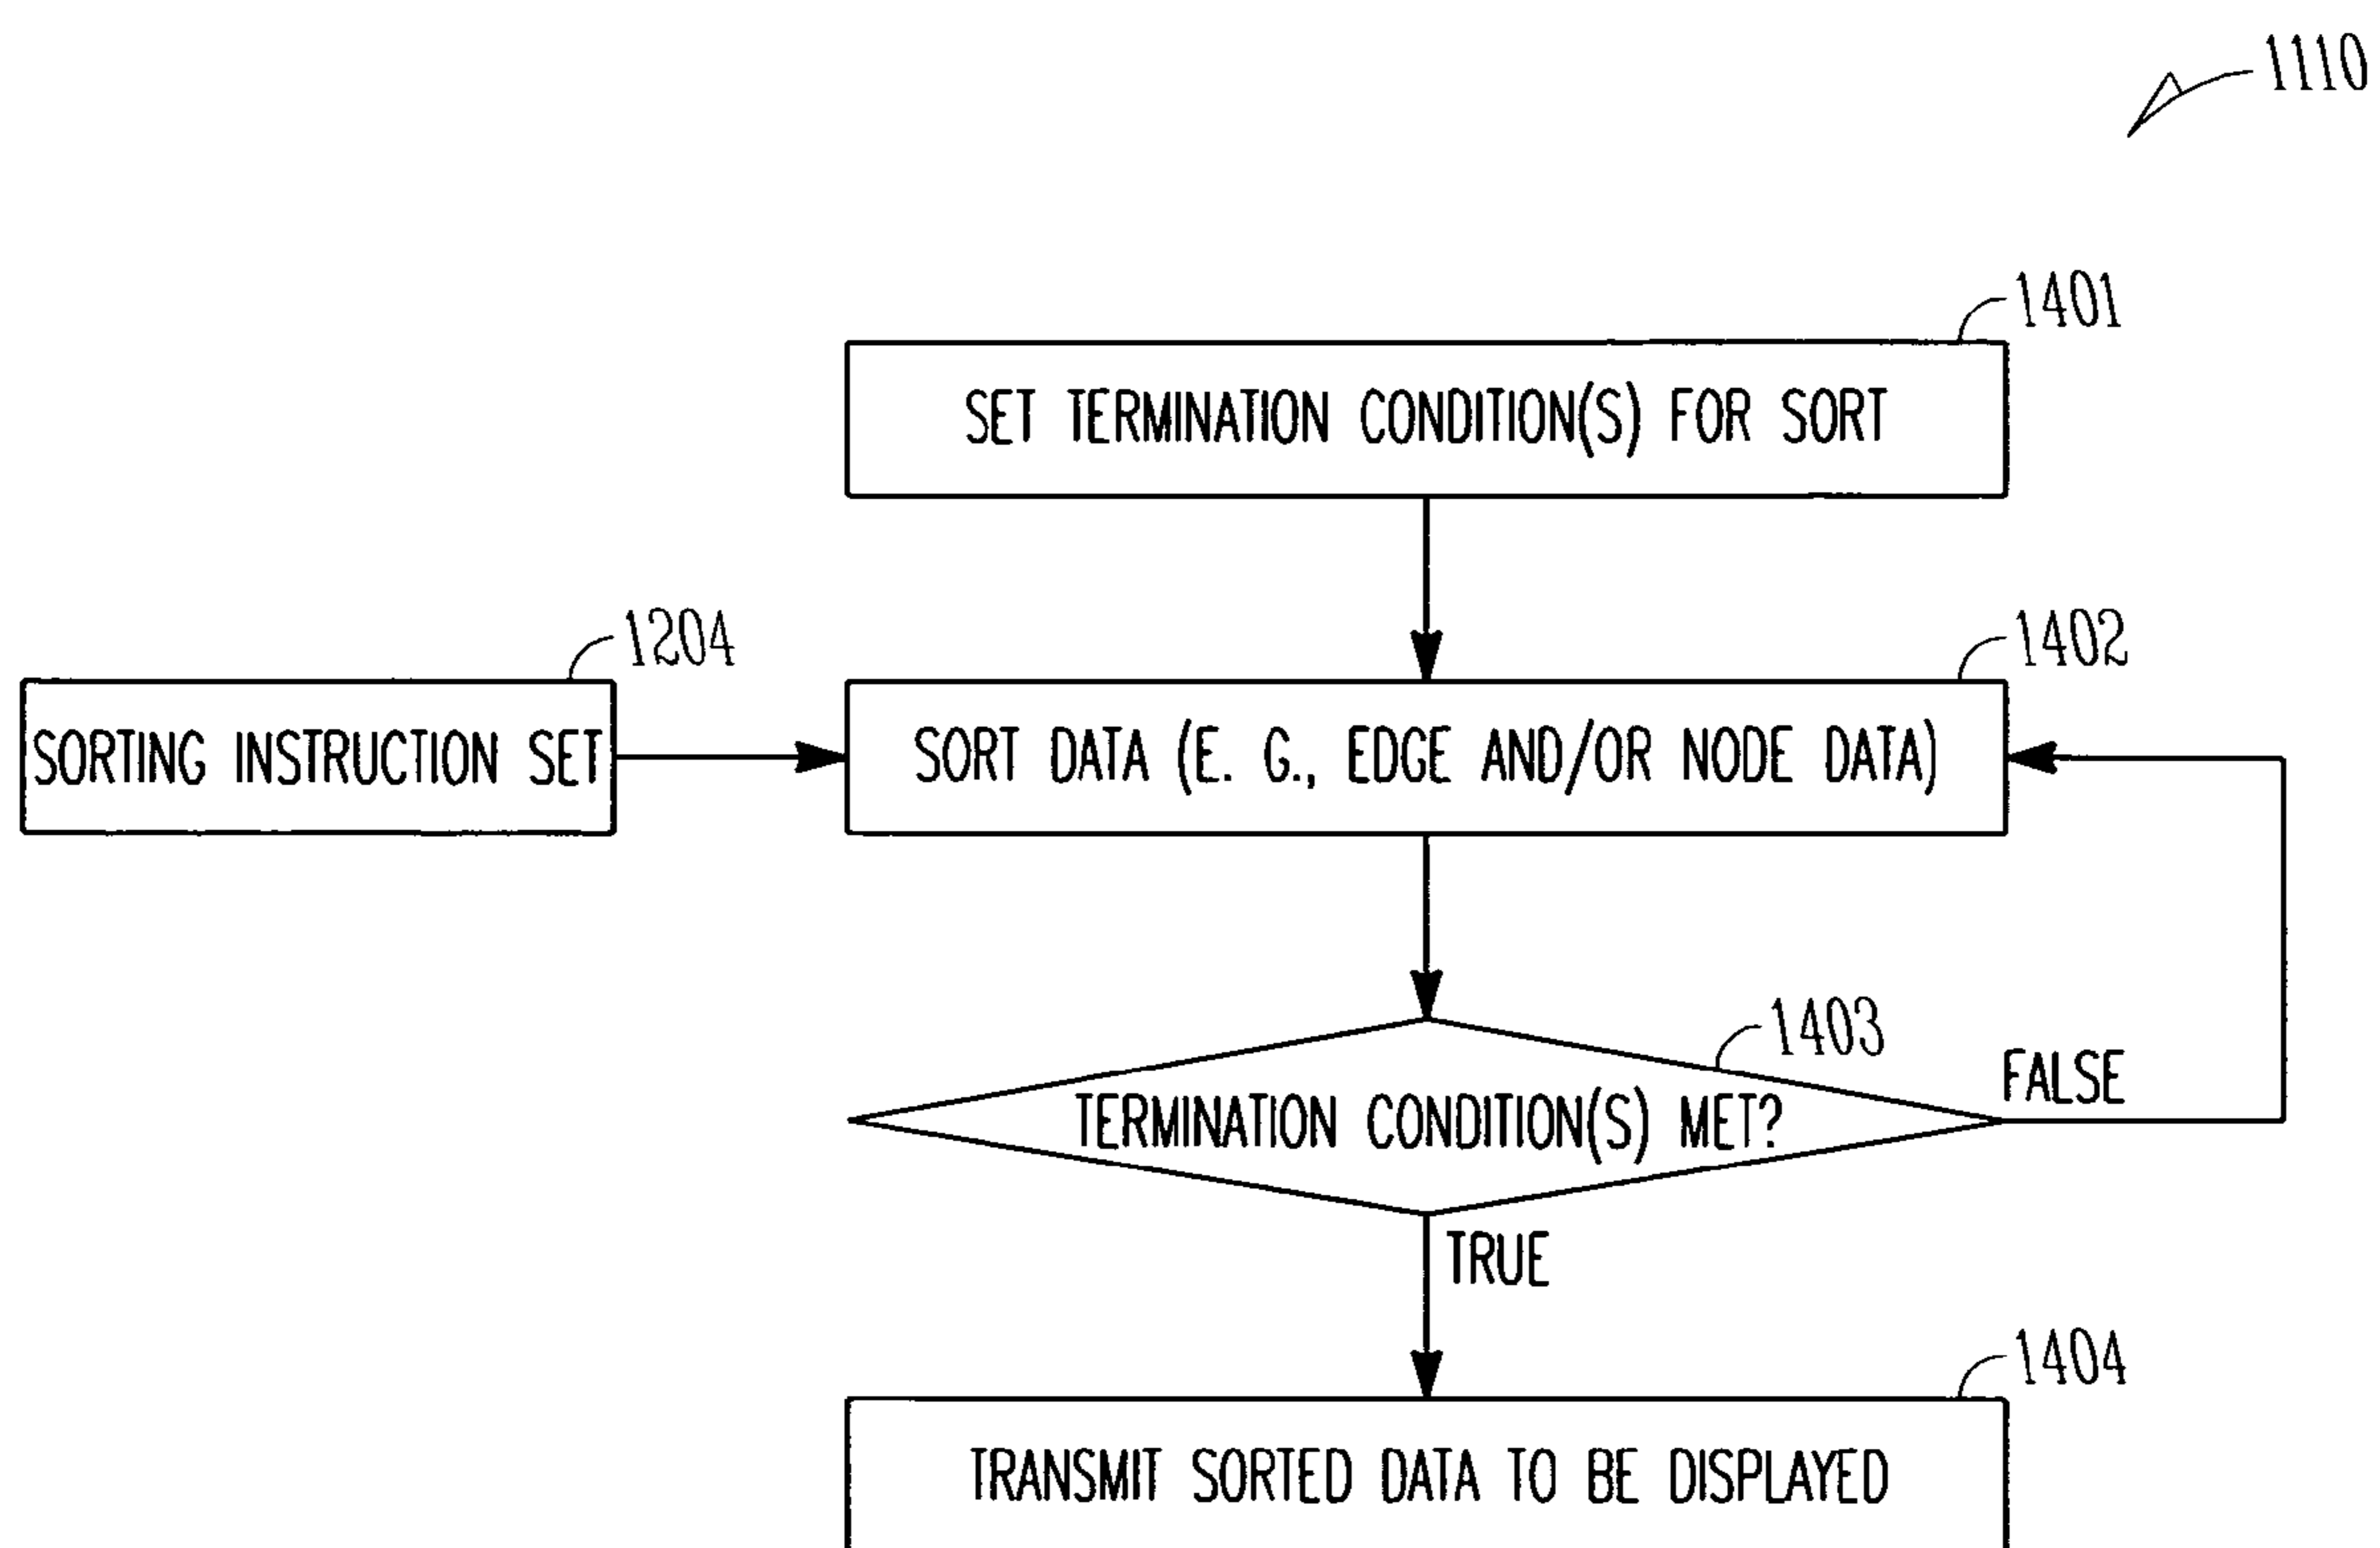 1110
1401
SET TERMINATION CONDITION(S) FOR SORT
1204
1402
SORTING INSTRUCTION SET
SORT DATA (E. G., EDGE AND/OR NODE DATA)
1403
FALSE
TERMINATION CONDITION(S) MET?
TRUE
1404
TRANSMIT SORTED DATA TO BE DISPLAYED